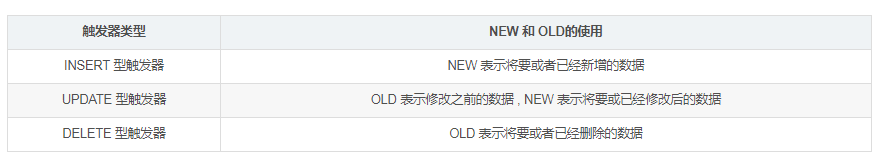 触发器类型 NEW 和 OLD的使用
INSERT 型触发器 NEW 表示将要或者已经新增的数据
UPDATE 型触发器 OLD 表示修改之前的数据 , NEW 表示将要或已经修改后的数据
DELETE 型触发器 OLD 表示将要或者已经删除的数据